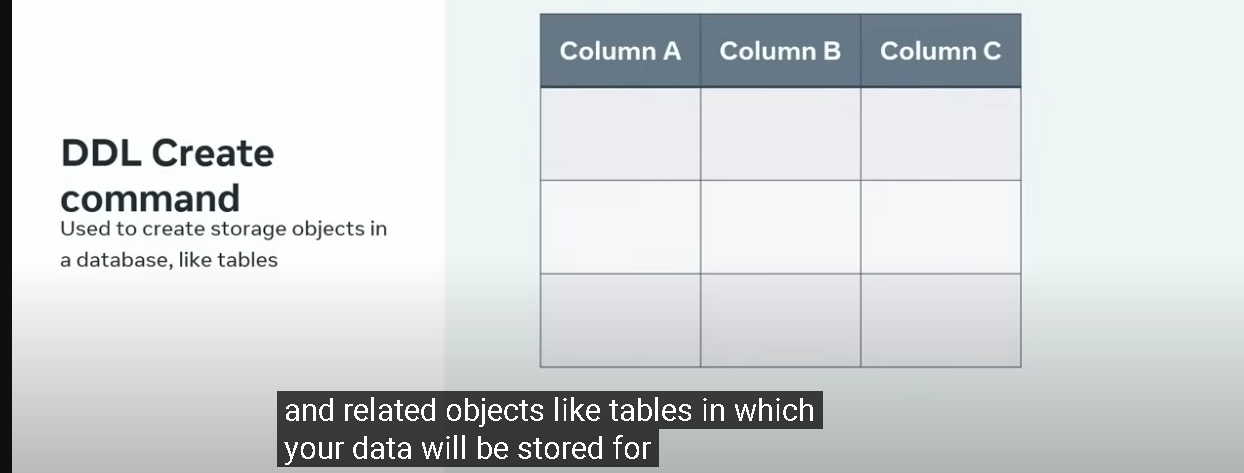 DDL Create
command
Used to create storage objects in
a database, like tables
Column A Column B Column C
and related objects like tables in which
your data will be stored for